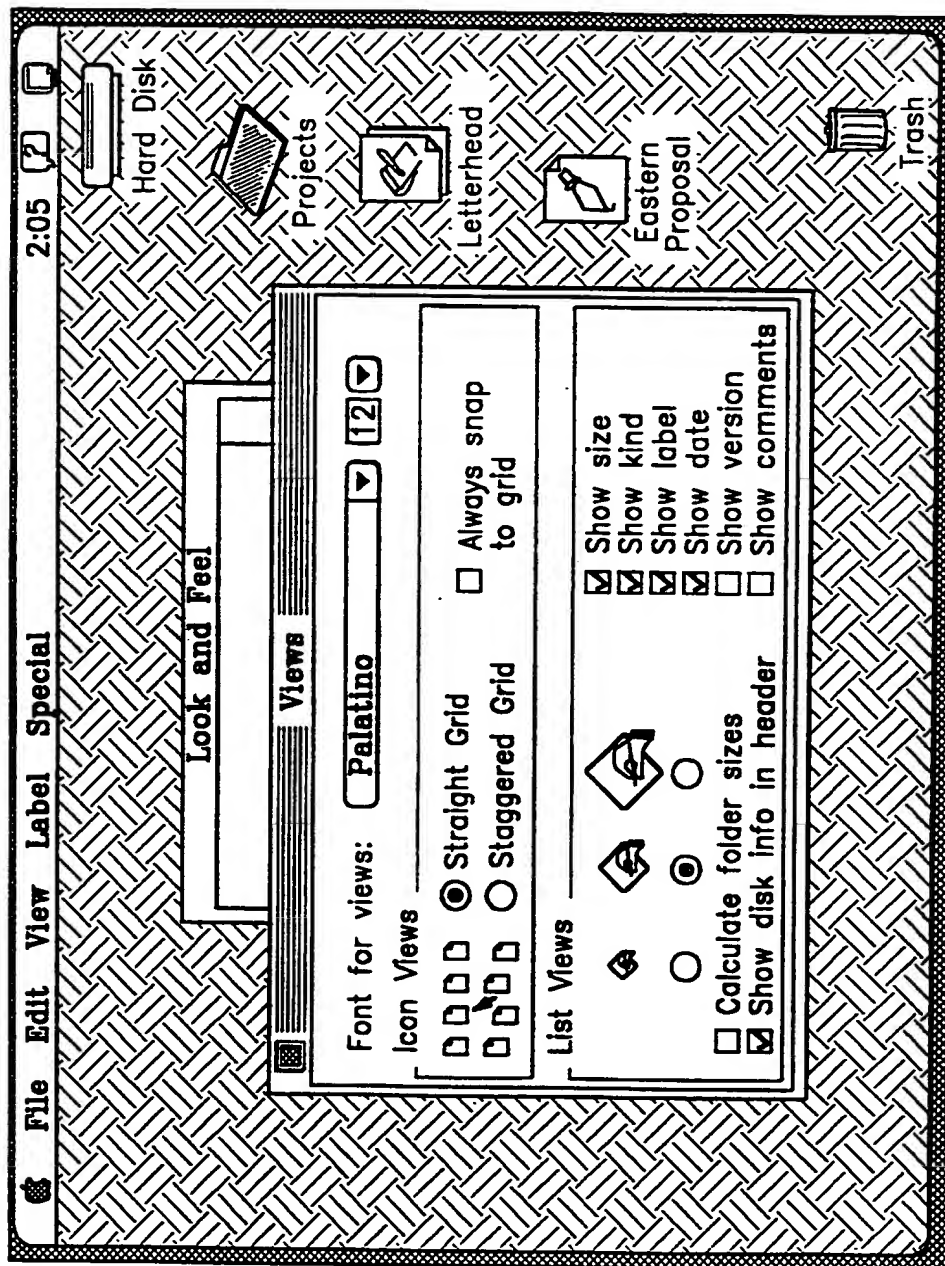 File Edit View Label Special 2:05 ?
Hard Disk
Projects
Letterhead
Eastern
Proposal
Trash
Look and Feel
Views
Font for views: Palatino 12
Icon Views
Straight Grid
Staggered Grid
Always snap
to grid
List Views
Calculate folder sizes
Show disk info in header
Show size
Show kind
Show label
Show date
Show version
Show comments